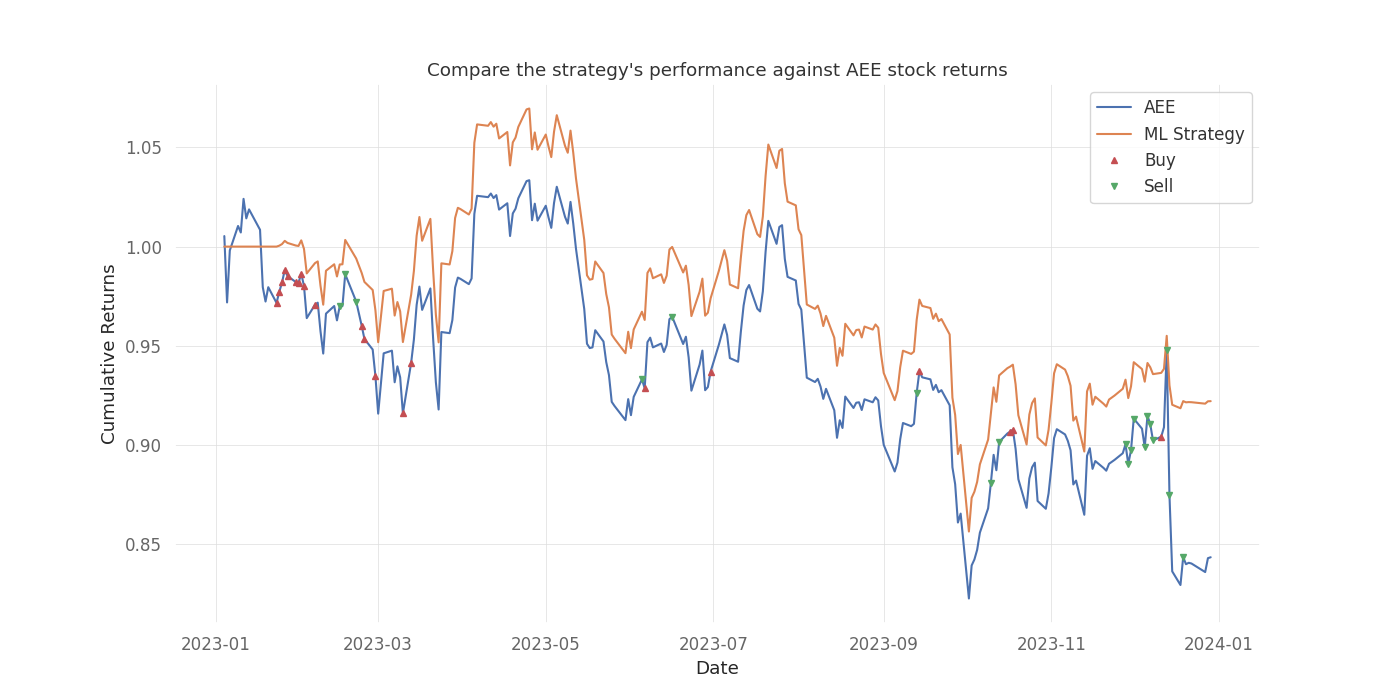 Compare the strategy's performance against AEE stock returns
AEE
ML Strategy
Buy
Sell
Cumulative Returns
1.05
1.00
0.95
0.90
0.85
2023-01
2023-03
2023-05
2023-07
2023-09
2023-11
2024-01
Date